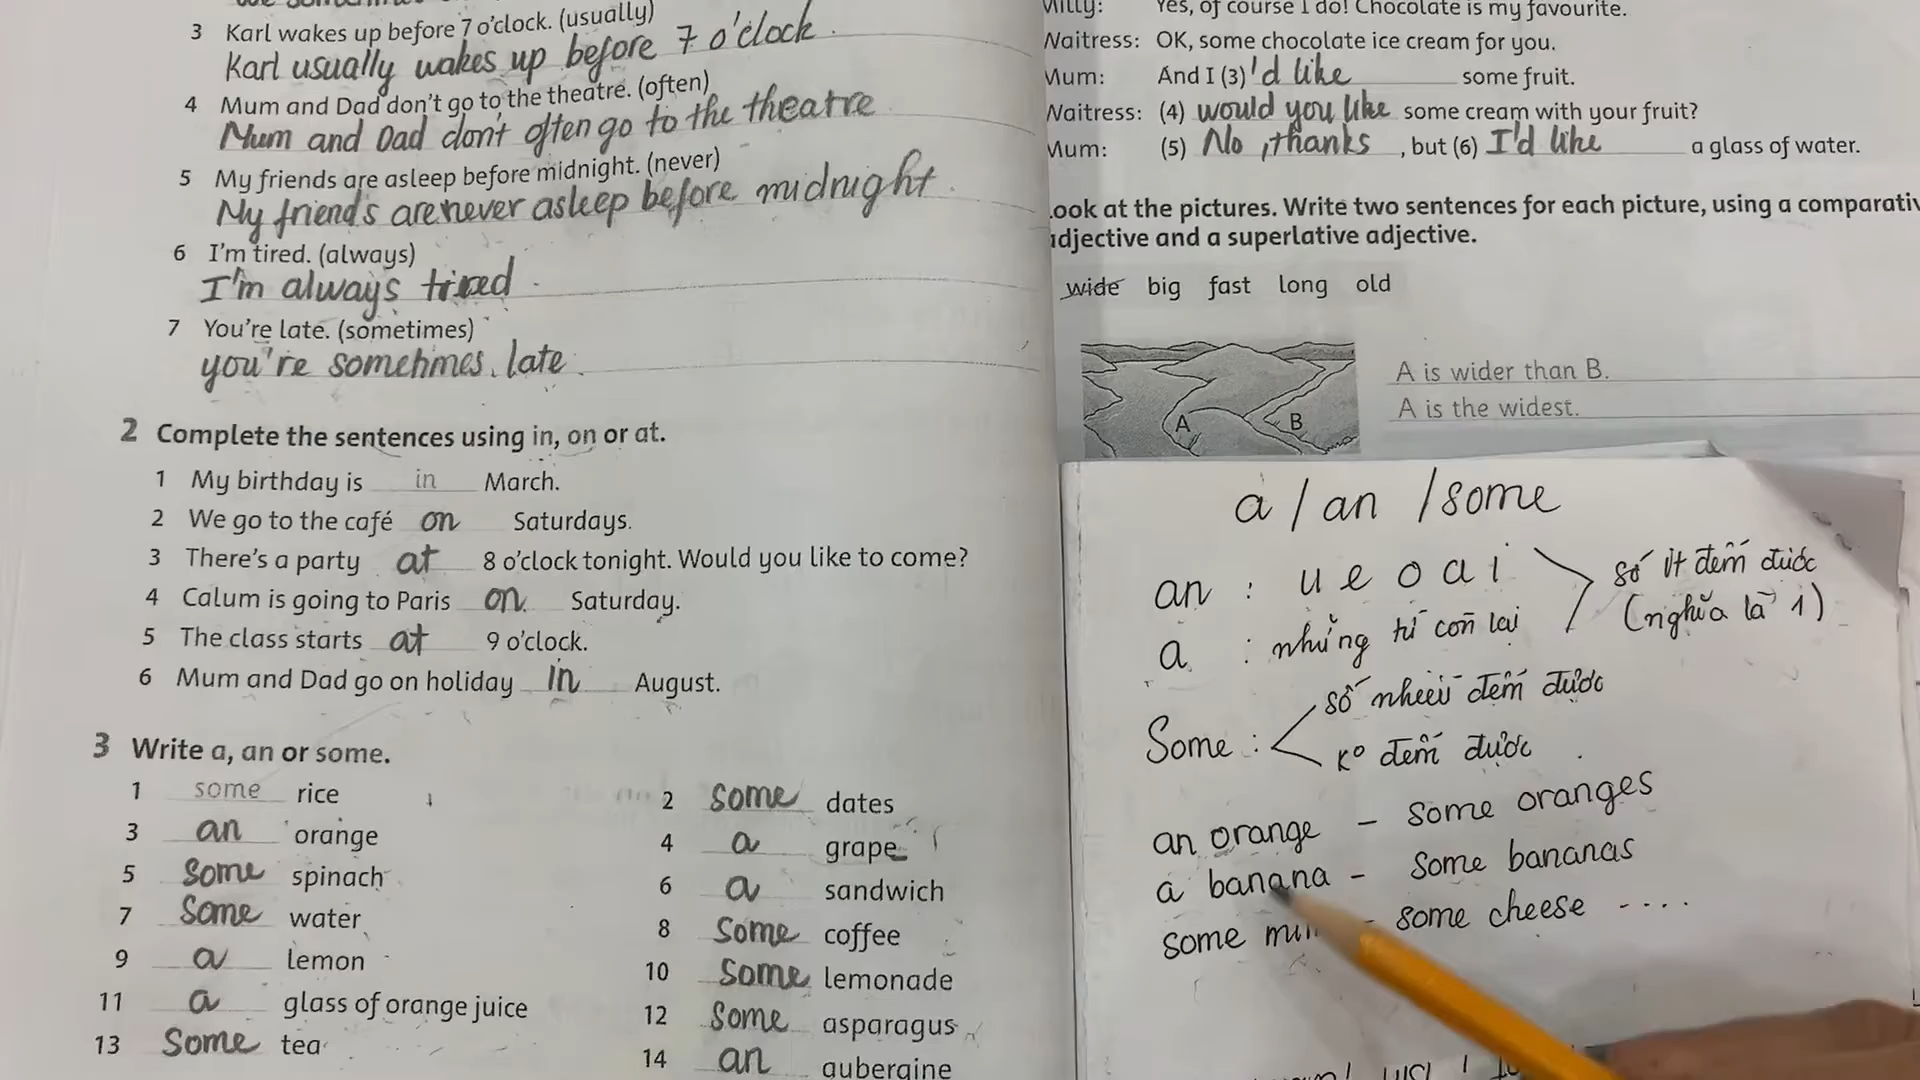 3 Karl wakes up before 7 o'clock. (usually)
Karl usually wakes up before 7 o'clock.
4 Mum and Dad don't go to the theatre. (often)
Mum and Dad don't often go to the theatre
5 My friends are asleep before midnight. (never)
My friends are never asleep before midnight.
6 I'm tired. (always)
I'm always tired.
7 You're late. (sometimes)
you're sometimes late.
2 Complete the sentences using in, on or at.
1 My birthday is in March.
2 We go to the café on Saturdays.
3 There's a party at 8 o'clock tonight. Would you like to come?
4 Calum is going to Paris on Saturday.
5 The class starts at 9 o'clock.
6 Mum and Dad go on holiday in August.
3 Write a, an or some.
1 some rice
2 some dates
3 an orange
4 a grape
5 some spinach
6 a sandwich
7 some water
8 some coffee
9 a lemon
10 some lemonade
11 a glass of orange juice
12 some asparagus
13 some tea
14 an aubergine
Yes, of course I do! Chocolate is my favourite.
Waitress: OK, some chocolate ice cream for you.
Mum: And I (3) 'd like some fruit.
Waitress: (4) would you like some cream with your fruit?
Mum: (5) No, thanks, but (6) I'd like a glass of water.
ook at the pictures. Write two sentences for each picture, using a comparativ
djective and a superlative adjective.
wide big fast long old
A B
A is wider than B.
A is the widest.
a / an / some
an : u e o a i
số ít đếm được
(nghĩa là 1)
a : những từ còn lại
Some :
số nhiều đếm được
ko đếm được
an orange – some oranges
a banana – some bananas
some – some cheese ....